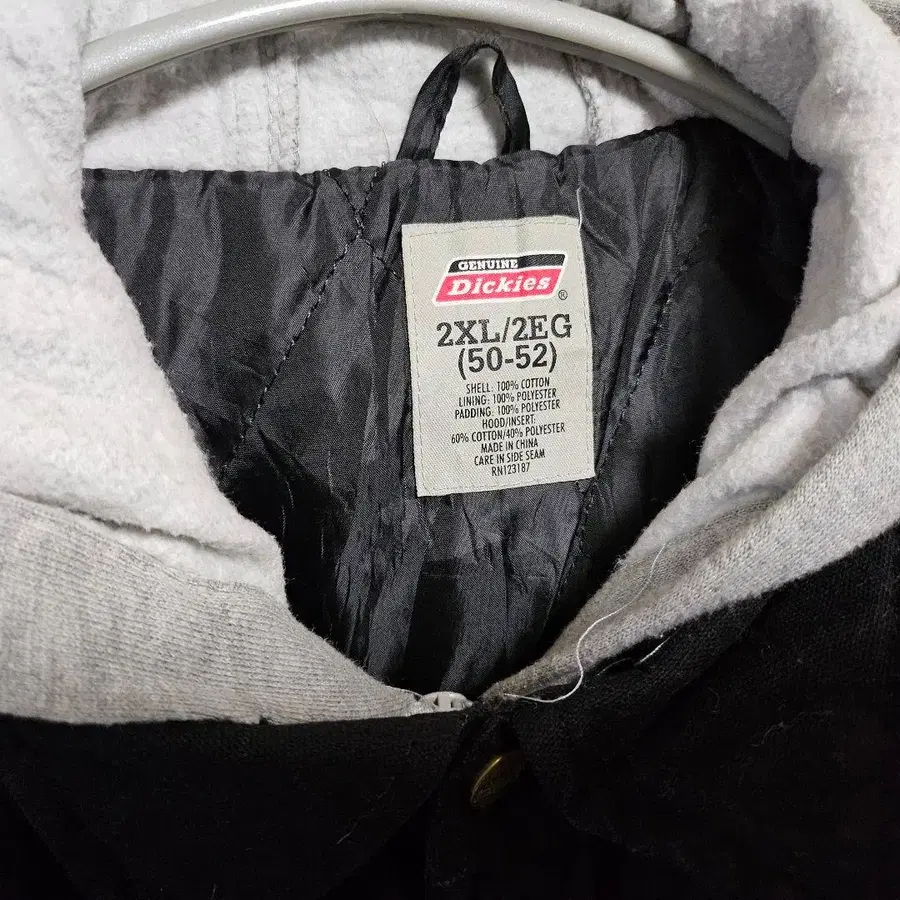 GENUINE
Dickies®
2XL/2EG
(50-52)
SHELL: 100% COTTON
LINING: 100% POLYESTER
PADDING: 100% POLYESTER
HOOD/INSERT:
60% COTTON/40% POLYESTER
MADE IN CHINA
CARE IN SIDE SEAM
RN123187